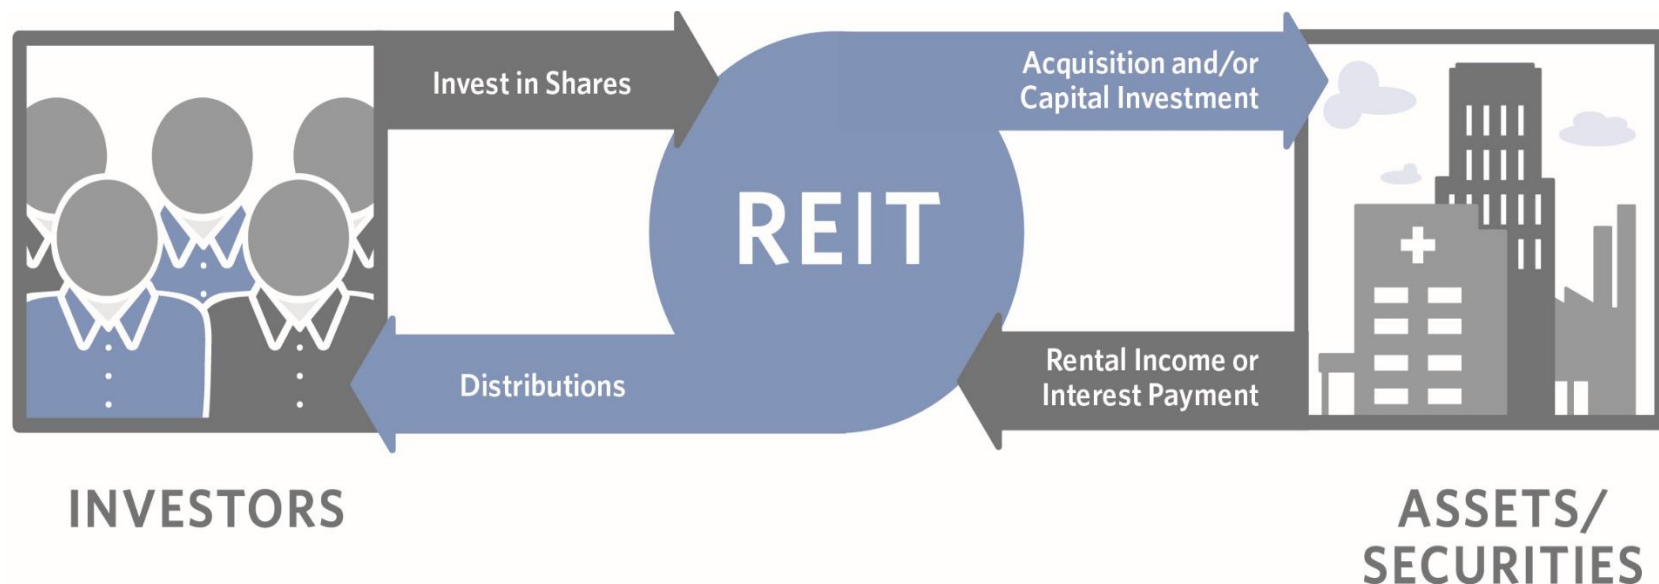 Invest in Shares
Acquisition and/or
Capital Investment
REIT
Distributions
Rental Income or
Interest Payment
INVESTORS
ASSETS/
SECURITIES